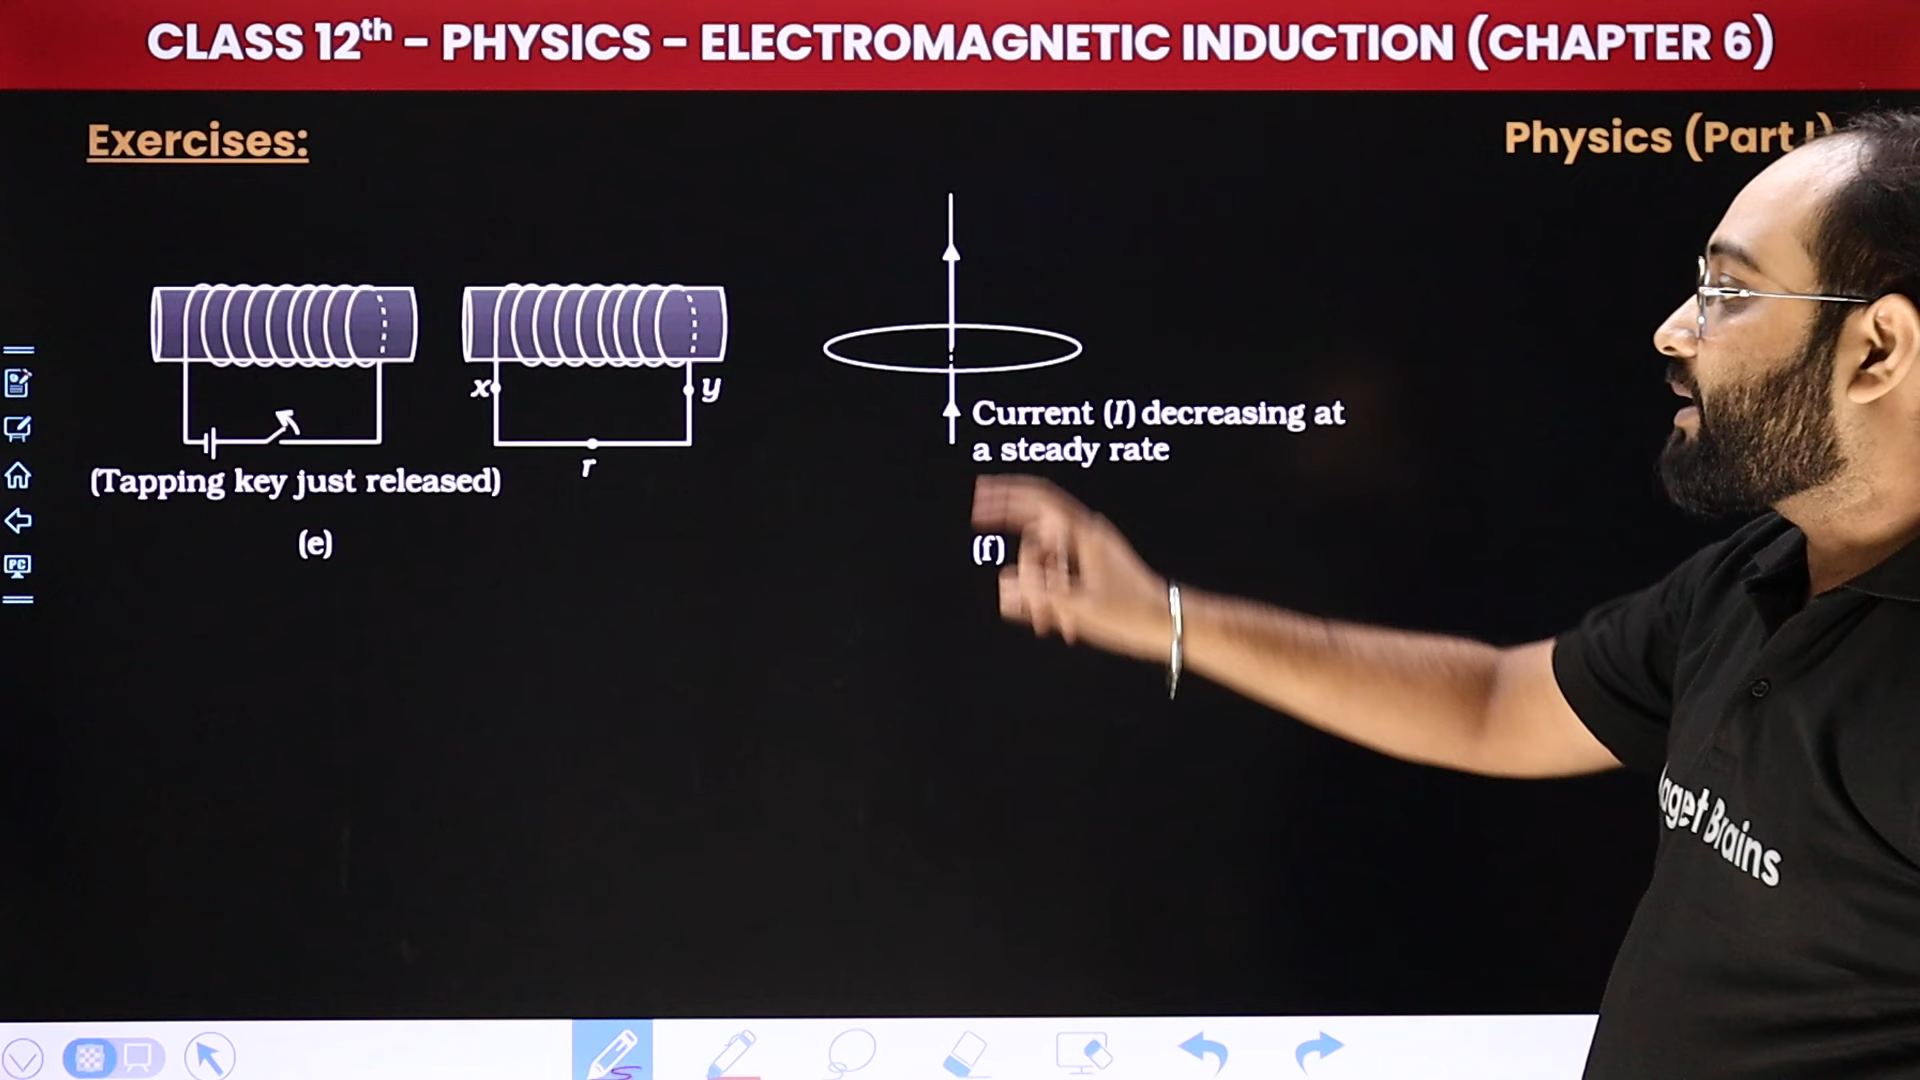 CLASS 12th - PHYSICS - ELECTROMAGNETIC INDUCTION (CHAPTER 6)
Exercises:
Physics (Part I)
x
y
r
Current (I) decreasing at
a steady rate
(Tapping key just released)
(e)
(f)
PC
Brains